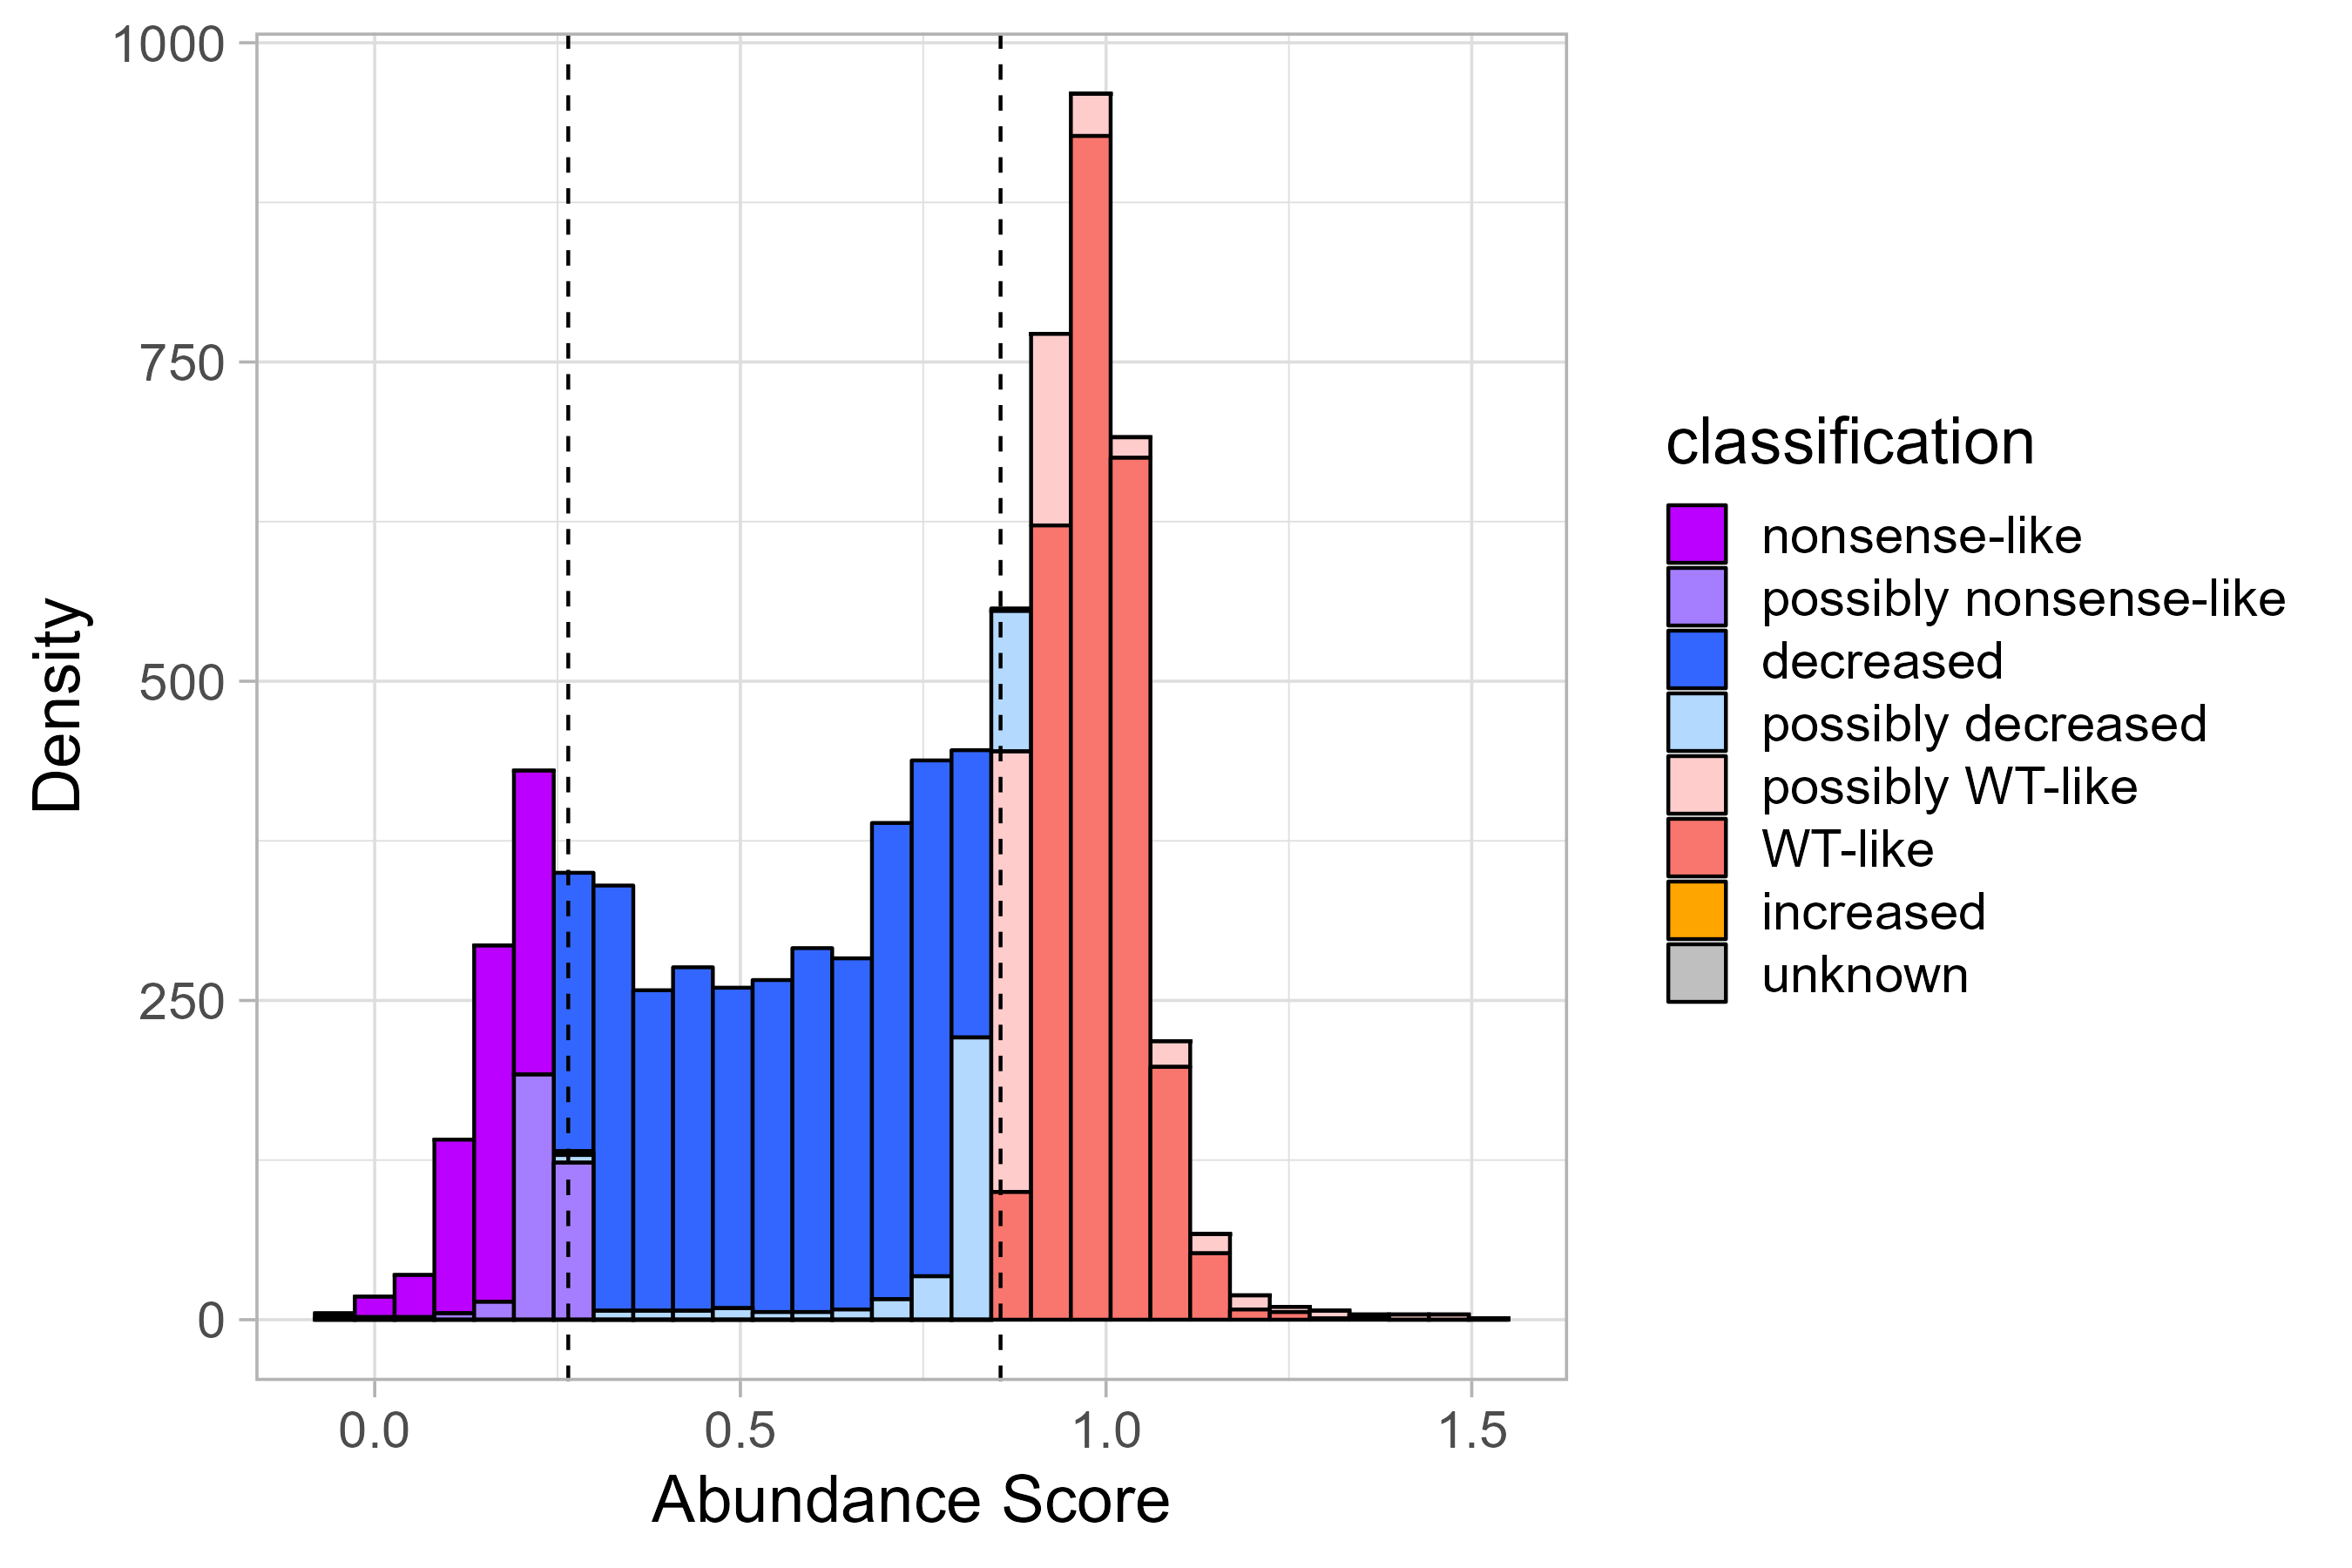 1000
750
500
250
0
Density
0.0 0.5 1.0 1.5
Abundance Score
classification
nonsense-like
possibly nonsense-like
decreased
possibly decreased
possibly WT-like
WT-like
increased
unknown